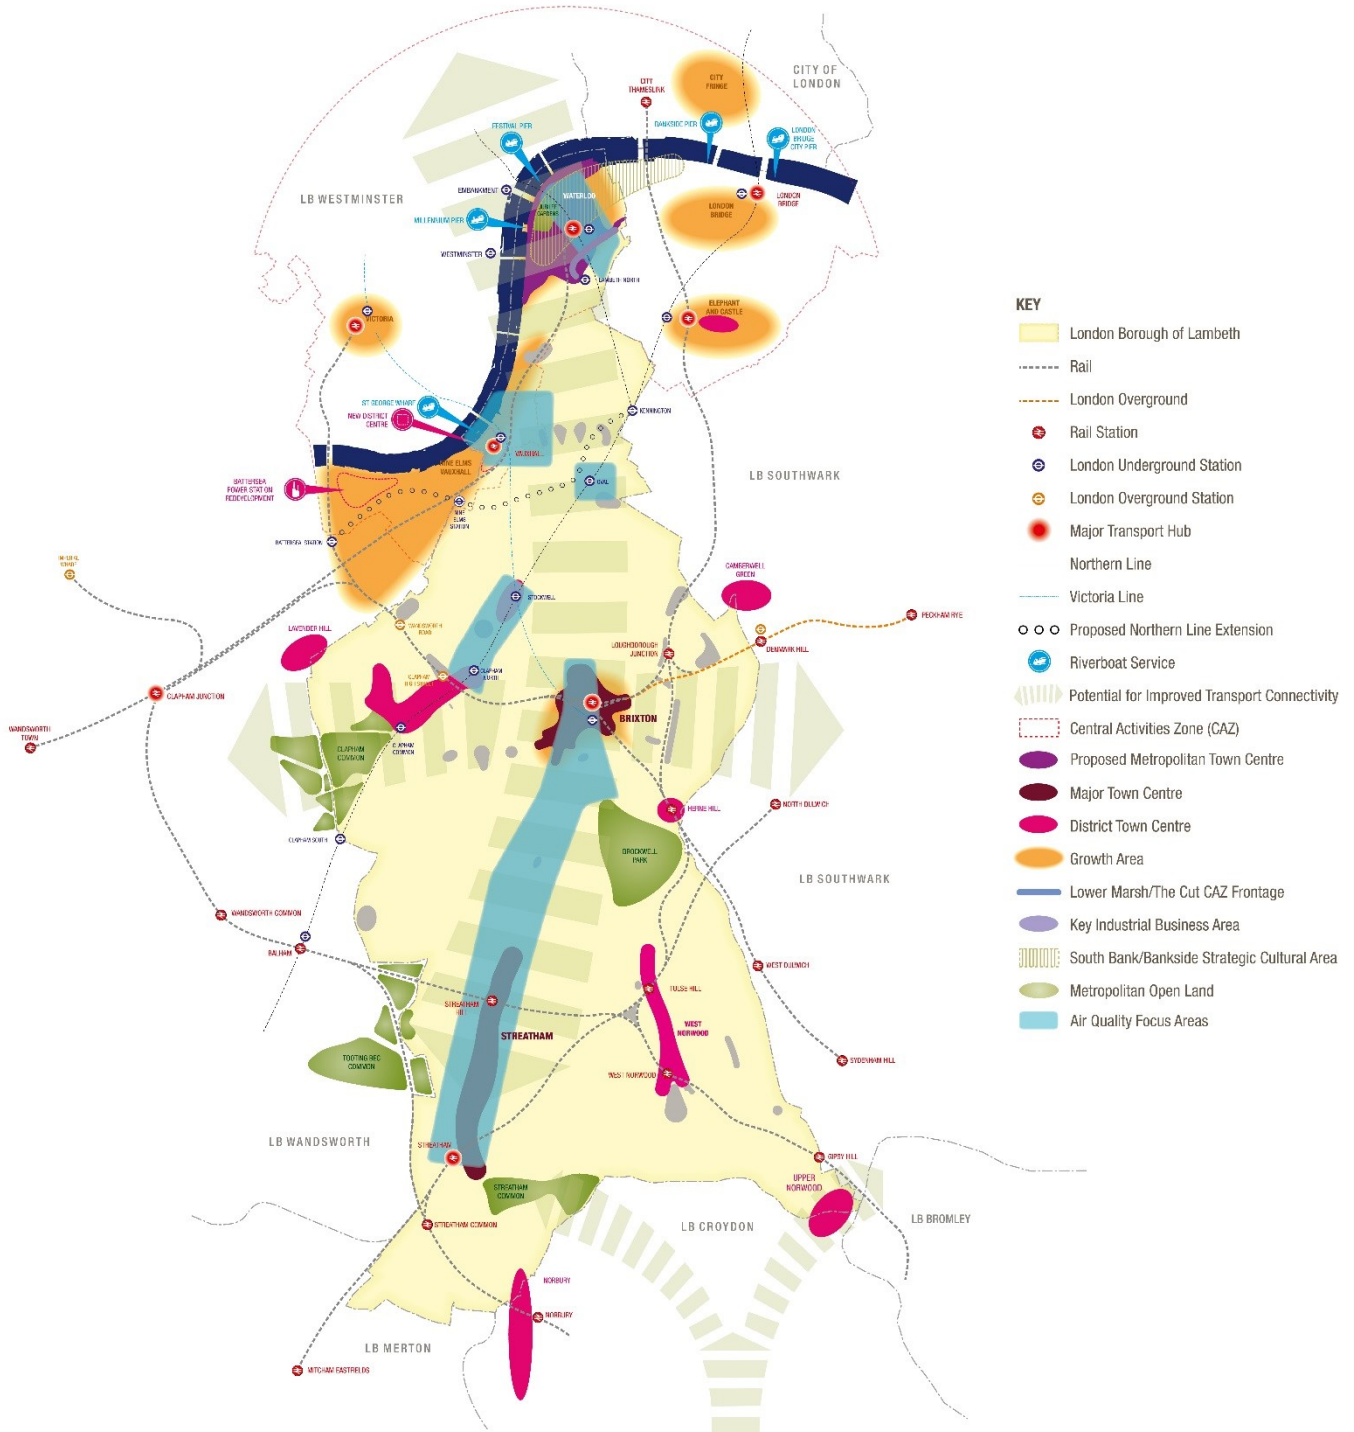 CITY OF
LONDON
CITY
FRINGE
CITY
THAMESLINK
BANKSIDE PIER
LONDON
BRIDGE
CITY PIER
FESTIVAL PIER
LB WESTMINSTER
EMBANKMENT
WATERLOO
JUBILEE
GARDENS
LONDON
BRIDGE
LONDON
BRIDGE
MILLENNIUM PIER
WESTMINSTER
LAMBETH NORTH
VICTORIA
ELEPHANT
AND CASTLE
ST GEORGE WHARF
NEW DISTRICT
CENTRE
KENNINGTON
VAUXHALL
NINE ELMS
VAUXHALL
LB SOUTHWARK
BATTERSEA
POWER STATION
REDEVELOPMENT
OVAL
NINE
ELMS
STATION
BATTERSEA STATION
IMPERIAL
WHARF
CAMBERWELL
GREEN
STOCKWELL
PECKHAM RYE
LAVENDER HILL
WANDSWORTH
ROAD
LOUGHBOROUGH
JUNCTION
DENMARK HILL
CLAPHAM
HIGH STREET
CLAPHAM
NORTH
CLAPHAM JUNCTION
BRIXTON
WANDSWORTH
TOWN
CLAPHAM
COMMON
CLAPHAM
COMMON
HERNE HILL
NORTH DULWICH
CLAPHAM SOUTH
BROCKWELL
PARK
LB SOUTHWARK
WANDSWORTH COMMON
BALHAM
WEST DULWICH
TULSE HILL
STREATHAM
HILL
STREATHAM
WEST
NORWOOD
TOOTING BEC
COMMON
WEST NORWOOD
SYDENHAM HILL
LB WANDSWORTH
STREATHAM
GIPSY HILL
UPPER
NORWOOD
STREATHAM
COMMON
STREATHAM COMMON
LB CROYDON
LB BROMLEY
NORBURY
NORBURY
LB MERTON
MITCHAM EASTFIELDS
KEY
London Borough of Lambeth
Rail
London Overground
Rail Station
London Underground Station
London Overground Station
Major Transport Hub
Northern Line
Victoria Line
Proposed Northern Line Extension
Riverboat Service
Potential for Improved Transport Connectivity
Central Activities Zone (CAZ)
Proposed Metropolitan Town Centre
Major Town Centre
District Town Centre
Growth Area
Lower Marsh/The Cut CAZ Frontage
Key Industrial Business Area
South Bank/Bankside Strategic Cultural Area
Metropolitan Open Land
Air Quality Focus Areas